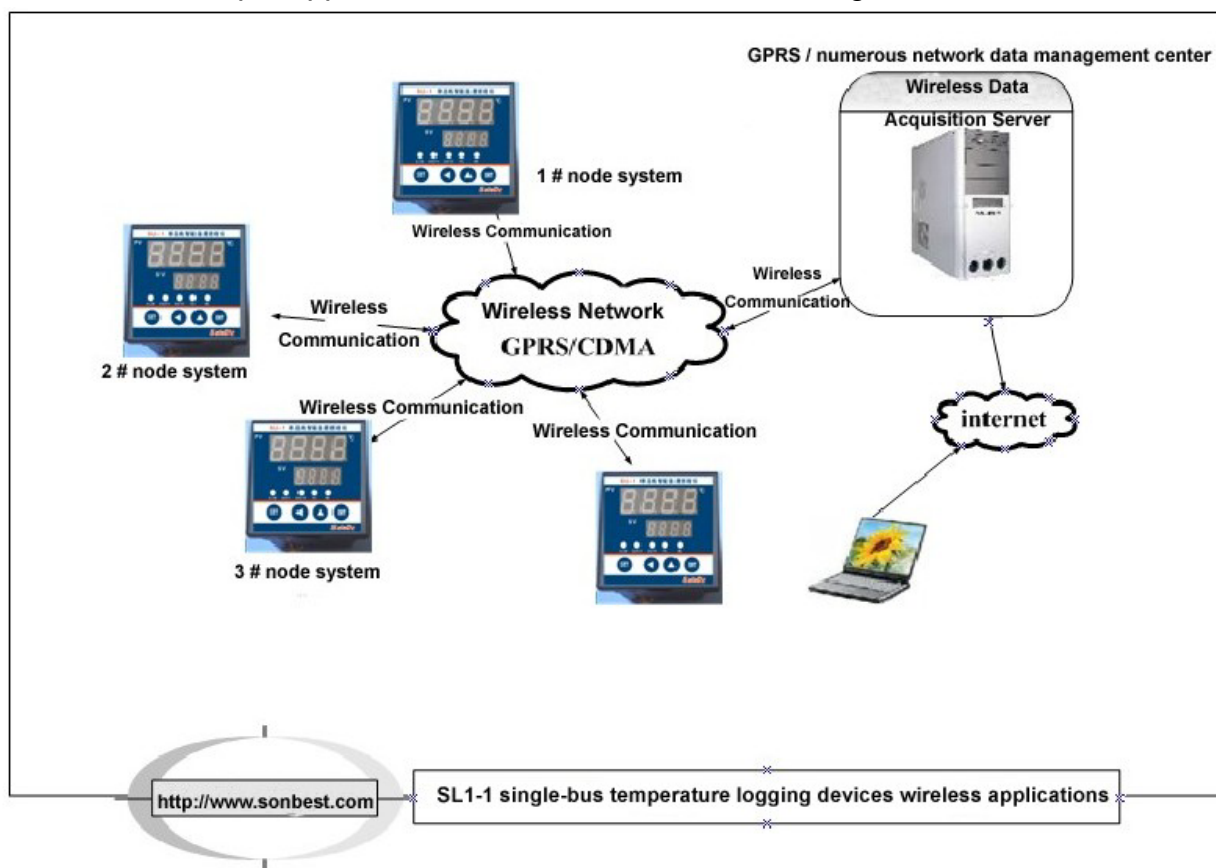 GPRS / numerous network data management center
Wireless Data
Acquisition Server
1 # node system
Wireless Communication
Wireless
Communication
2 # node system
Wireless
Communication
Wireless Network
GPRS/CDMA
Wireless Communication
3 # node system
Wireless Communication
internet
http://www.sonbest.com
SL1-1 single-bus temperature logging devices wireless applications